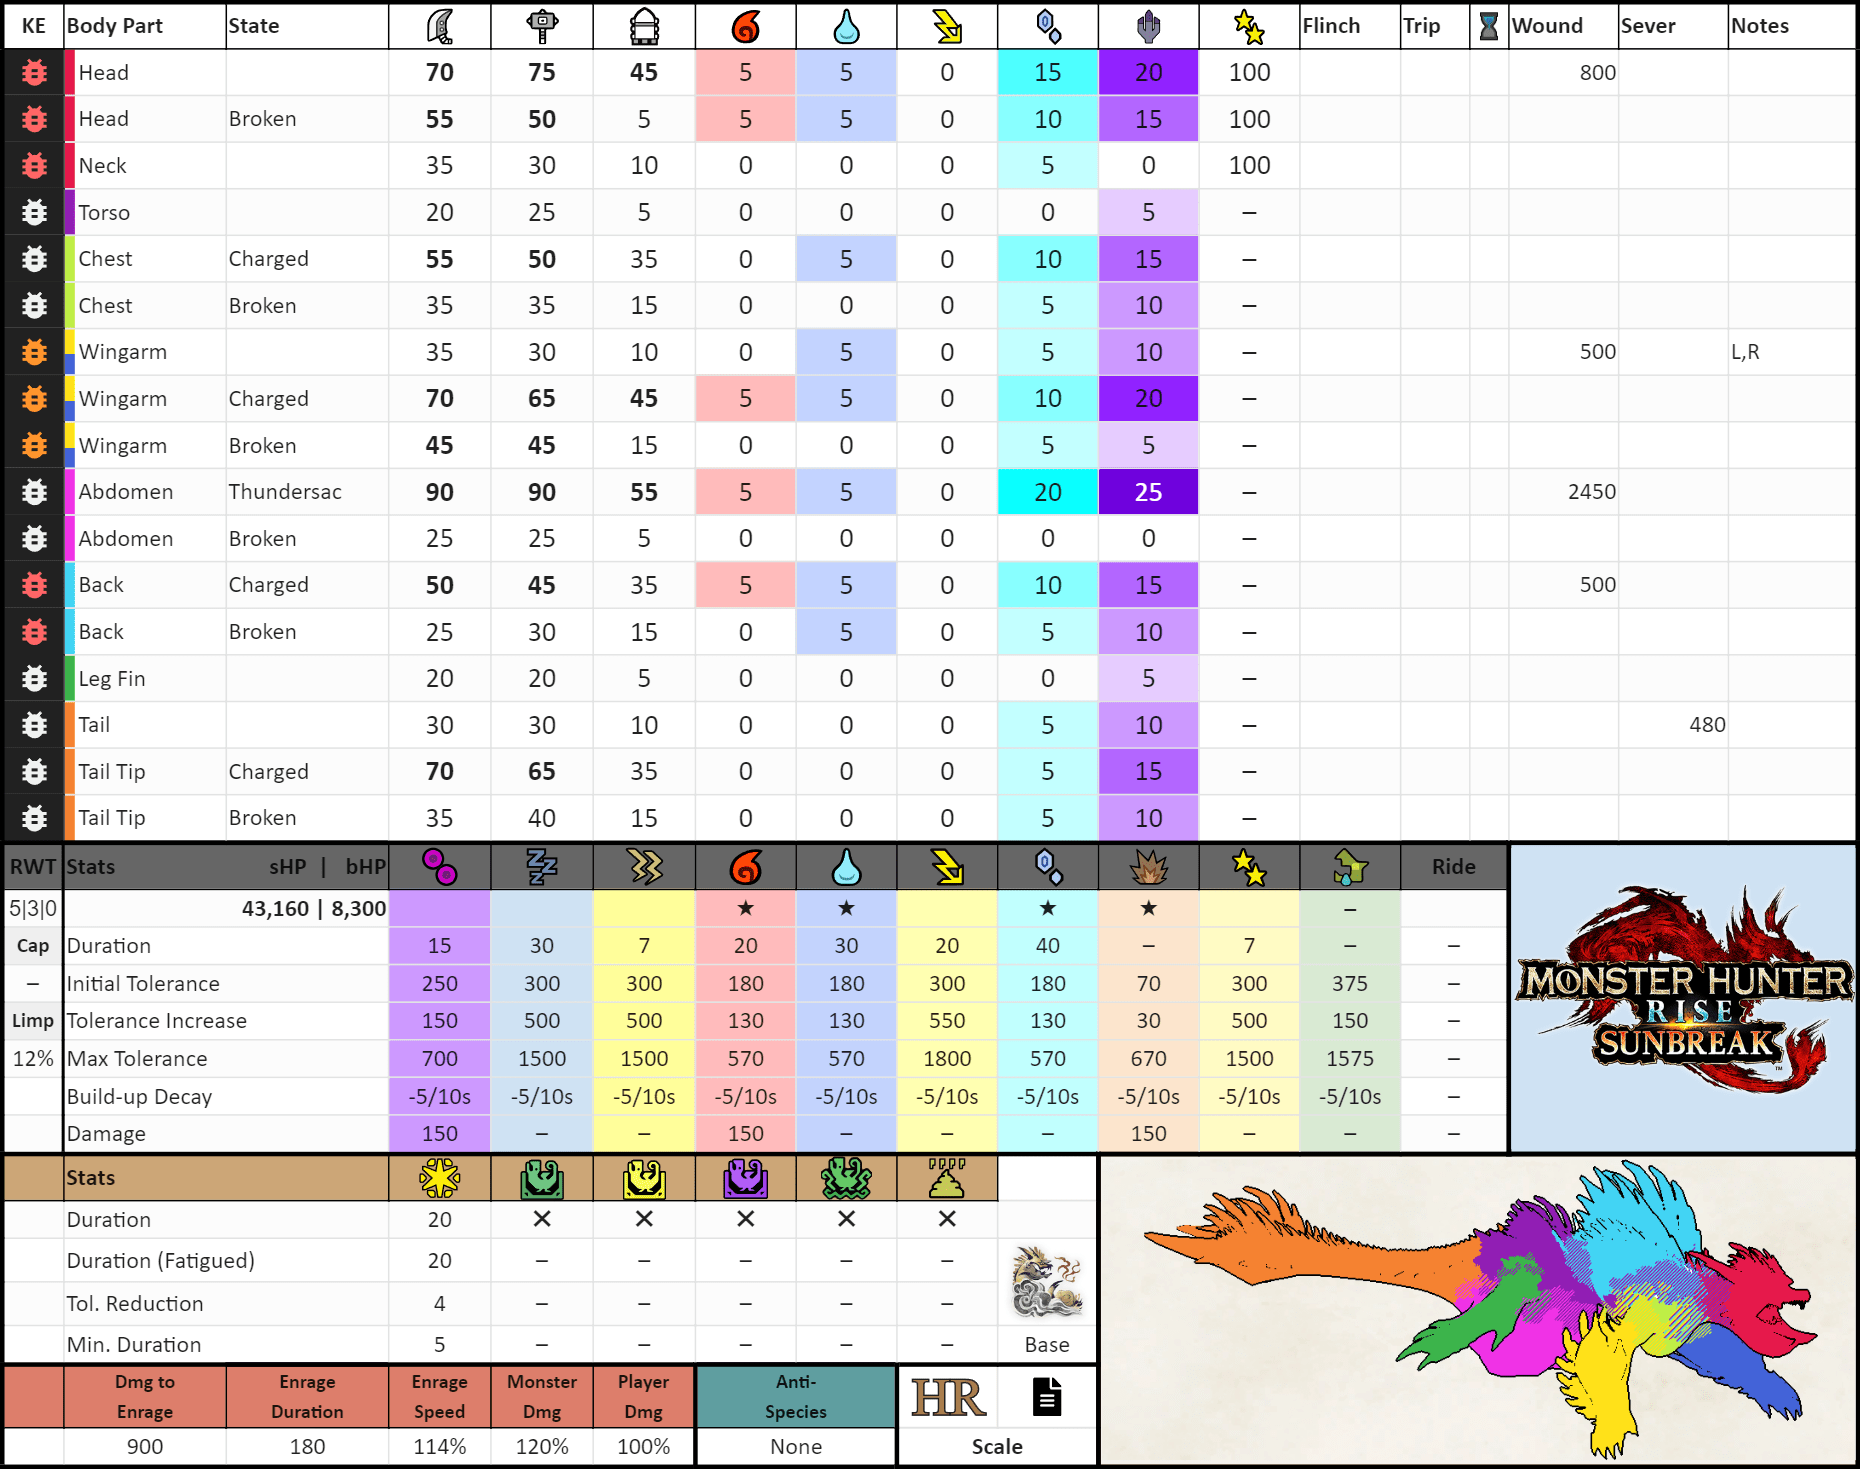 KE Body Part State Flinch Trip Wound Sever Notes
Head 70 75 45 5 5 0 15 20 100 800
Head Broken 55 50 5 5 5 0 10 15 100
Neck 35 30 10 0 0 0 5 0 100
Torso 20 25 5 0 0 0 0 5 –
Chest Charged 55 50 35 0 5 0 10 15 –
Chest Broken 35 35 15 0 0 0 5 10 –
Wingarm 35 30 10 0 5 0 5 10 – 500 L,R
Wingarm Charged 70 65 45 5 5 0 10 20 –
Wingarm Broken 45 45 15 0 0 0 5 5 –
Abdomen Thundersac 90 90 55 5 5 0 20 25 – 2450
Abdomen Broken 25 25 5 0 0 0 0 0 –
Back Charged 50 45 35 5 5 0 10 15 – 500
Back Broken 25 30 15 0 5 0 5 10 –
Leg Fin 20 20 5 0 0 0 0 5 –
Tail 30 30 10 0 0 0 5 10 – 480
Tail Tip Charged 70 65 35 0 0 0 5 15 –
Tail Tip Broken 35 40 15 0 0 0 5 10 –
RWT Stats sHP | bHP Ride
5|3|0 43,160 | 8,300 ★ ★ ★ ★ –
Cap Duration 15 30 7 20 30 20 40 – 7 – –
– Initial Tolerance 250 300 300 180 180 300 180 70 300 375 –
Limp Tolerance Increase 150 500 500 130 130 550 130 30 500 150 –
12% Max Tolerance 700 1500 1500 570 570 1800 570 670 1500 1575 –
Build-up Decay -5/10s -5/10s -5/10s -5/10s -5/10s -5/10s -5/10s -5/10s -5/10s -5/10s –
Damage 150 – – 150 – – – 150 – – –
MONSTER HUNTER
RISE
SUNBREAK
™
Stats
Duration 20 ✕ ✕ ✕ ✕ ✕
Duration (Fatigued) 20 – – – – –
Tol. Reduction 4 – – – – –
Min. Duration 5 – – – – – Base
Dmg to Enrage Enrage Monster Player Anti- HR
Enrage Duration Speed Dmg Dmg Species
900 180 114% 120% 100% None Scale